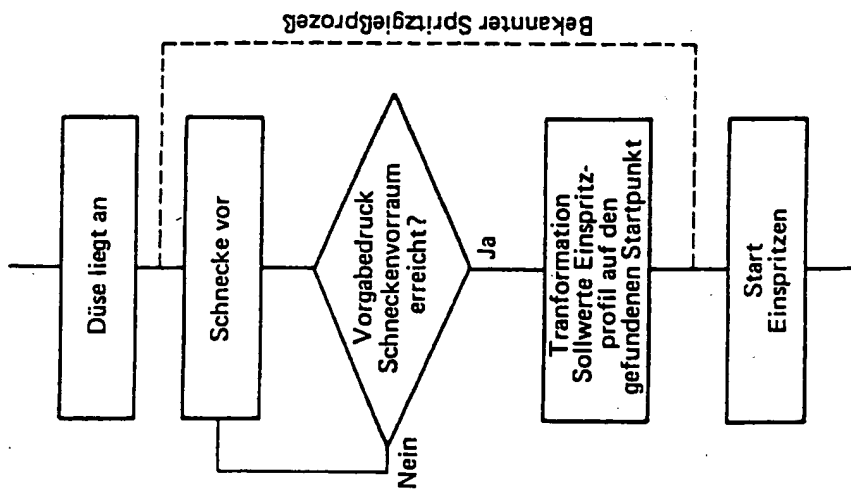 Düse liegt an
Schnecke vor
Vorgabedruck
Schneckenvorraum
erreicht?
Nein
Ja
Tranformation
Sollwerte Einspritz-
profil auf den
gefundenen Startpunkt
Start
Einspritzen
Bekannter Spritzgießprozeß